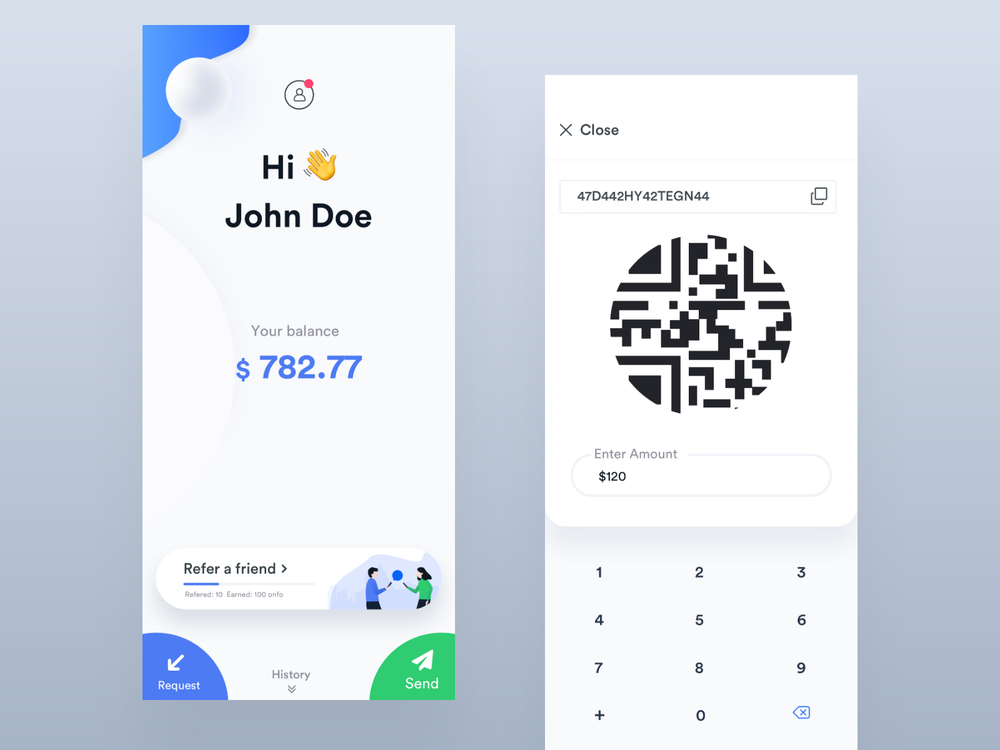 Hi 👋
John Doe
Your balance
$ 782.77
Refer a friend >
Refered: 10 Earned: 100 onfo
Request
History
Send
Close
47D442HY42TEGN44
Enter Amount
$120
1 2 3
4 5 6
7 8 9
+ 0